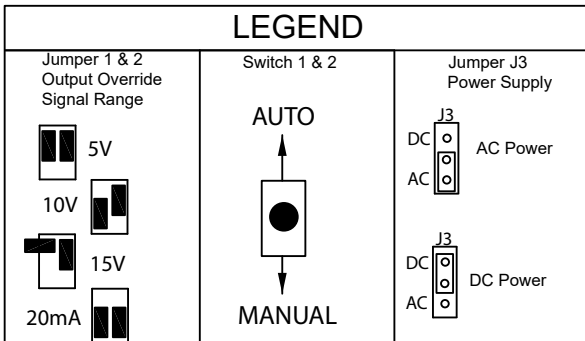 LEGEND
Jumper 1 & 2
Output Override
Signal Range
5V
10V
15V
20mA
Switch 1 & 2
AUTO
MANUAL
Jumper J3
Power Supply
J3
DC
AC Power
AC
J3
DC
DC Power
AC